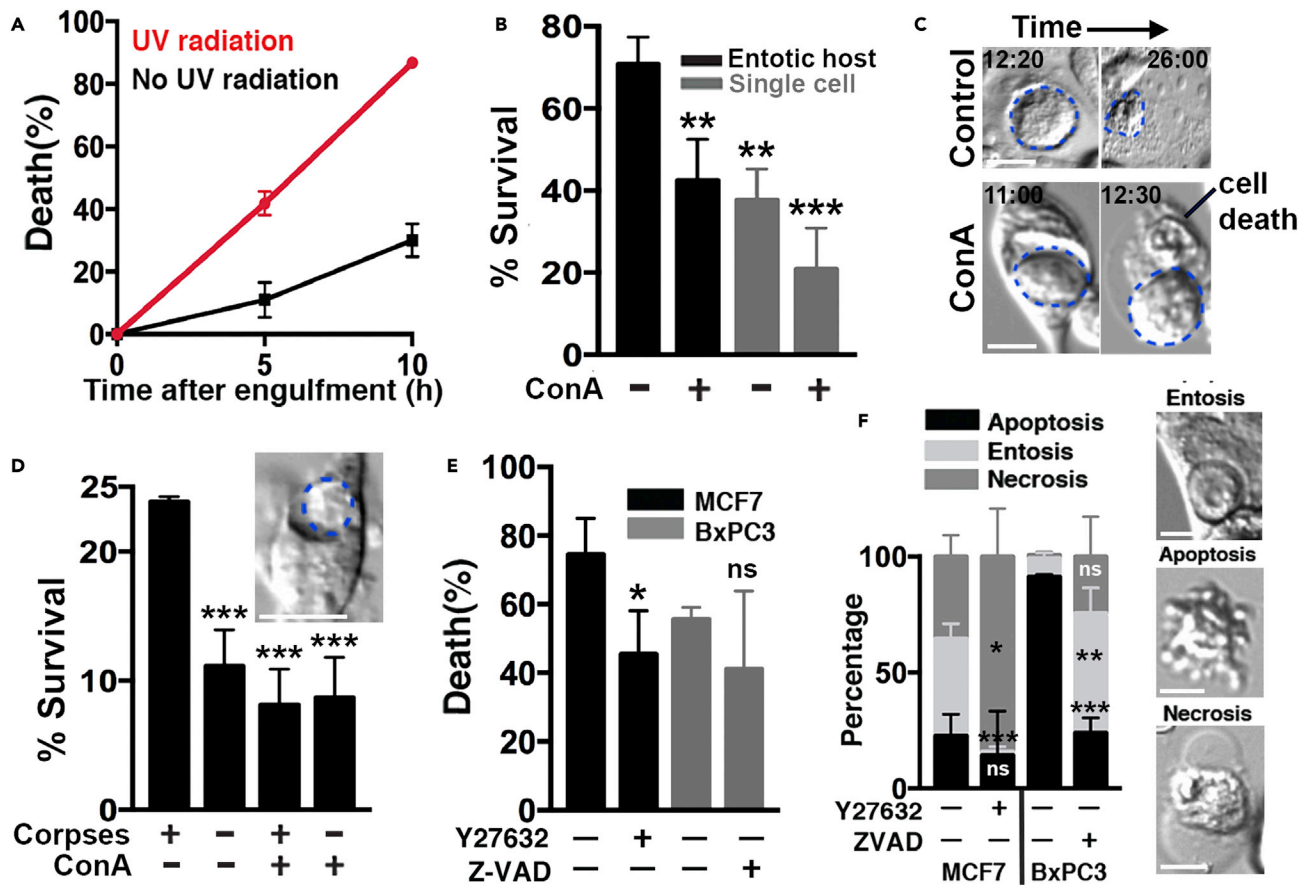 A
100
80
60
40
20
0
Death(%)
UV radiation
No UV radiation
0 5 10
Time after engulfment (h)
B
80
60
40
20
0
% Survival
Entotic host
Single cell
**
**
***
ConA − + − +
C
Time
Control
12:20
26:00
ConA
11:00
12:30
cell
death
D
25
20
10
0
% Survival
***
***
***
Corpses + − + −
ConA − − + +
E
80
60
40
20
0
Death(%)
MCF7
BxPC3
*
ns
Y27632 − + − −
Z-VAD − − − +
F
Apoptosis
Entosis
Necrosis
100
50
0
Percentage
*
***
ns
ns
**
***
Y27632 − + − −
ZVAD − − − +
MCF7 BxPC3
Entosis
Apoptosis
Necrosis